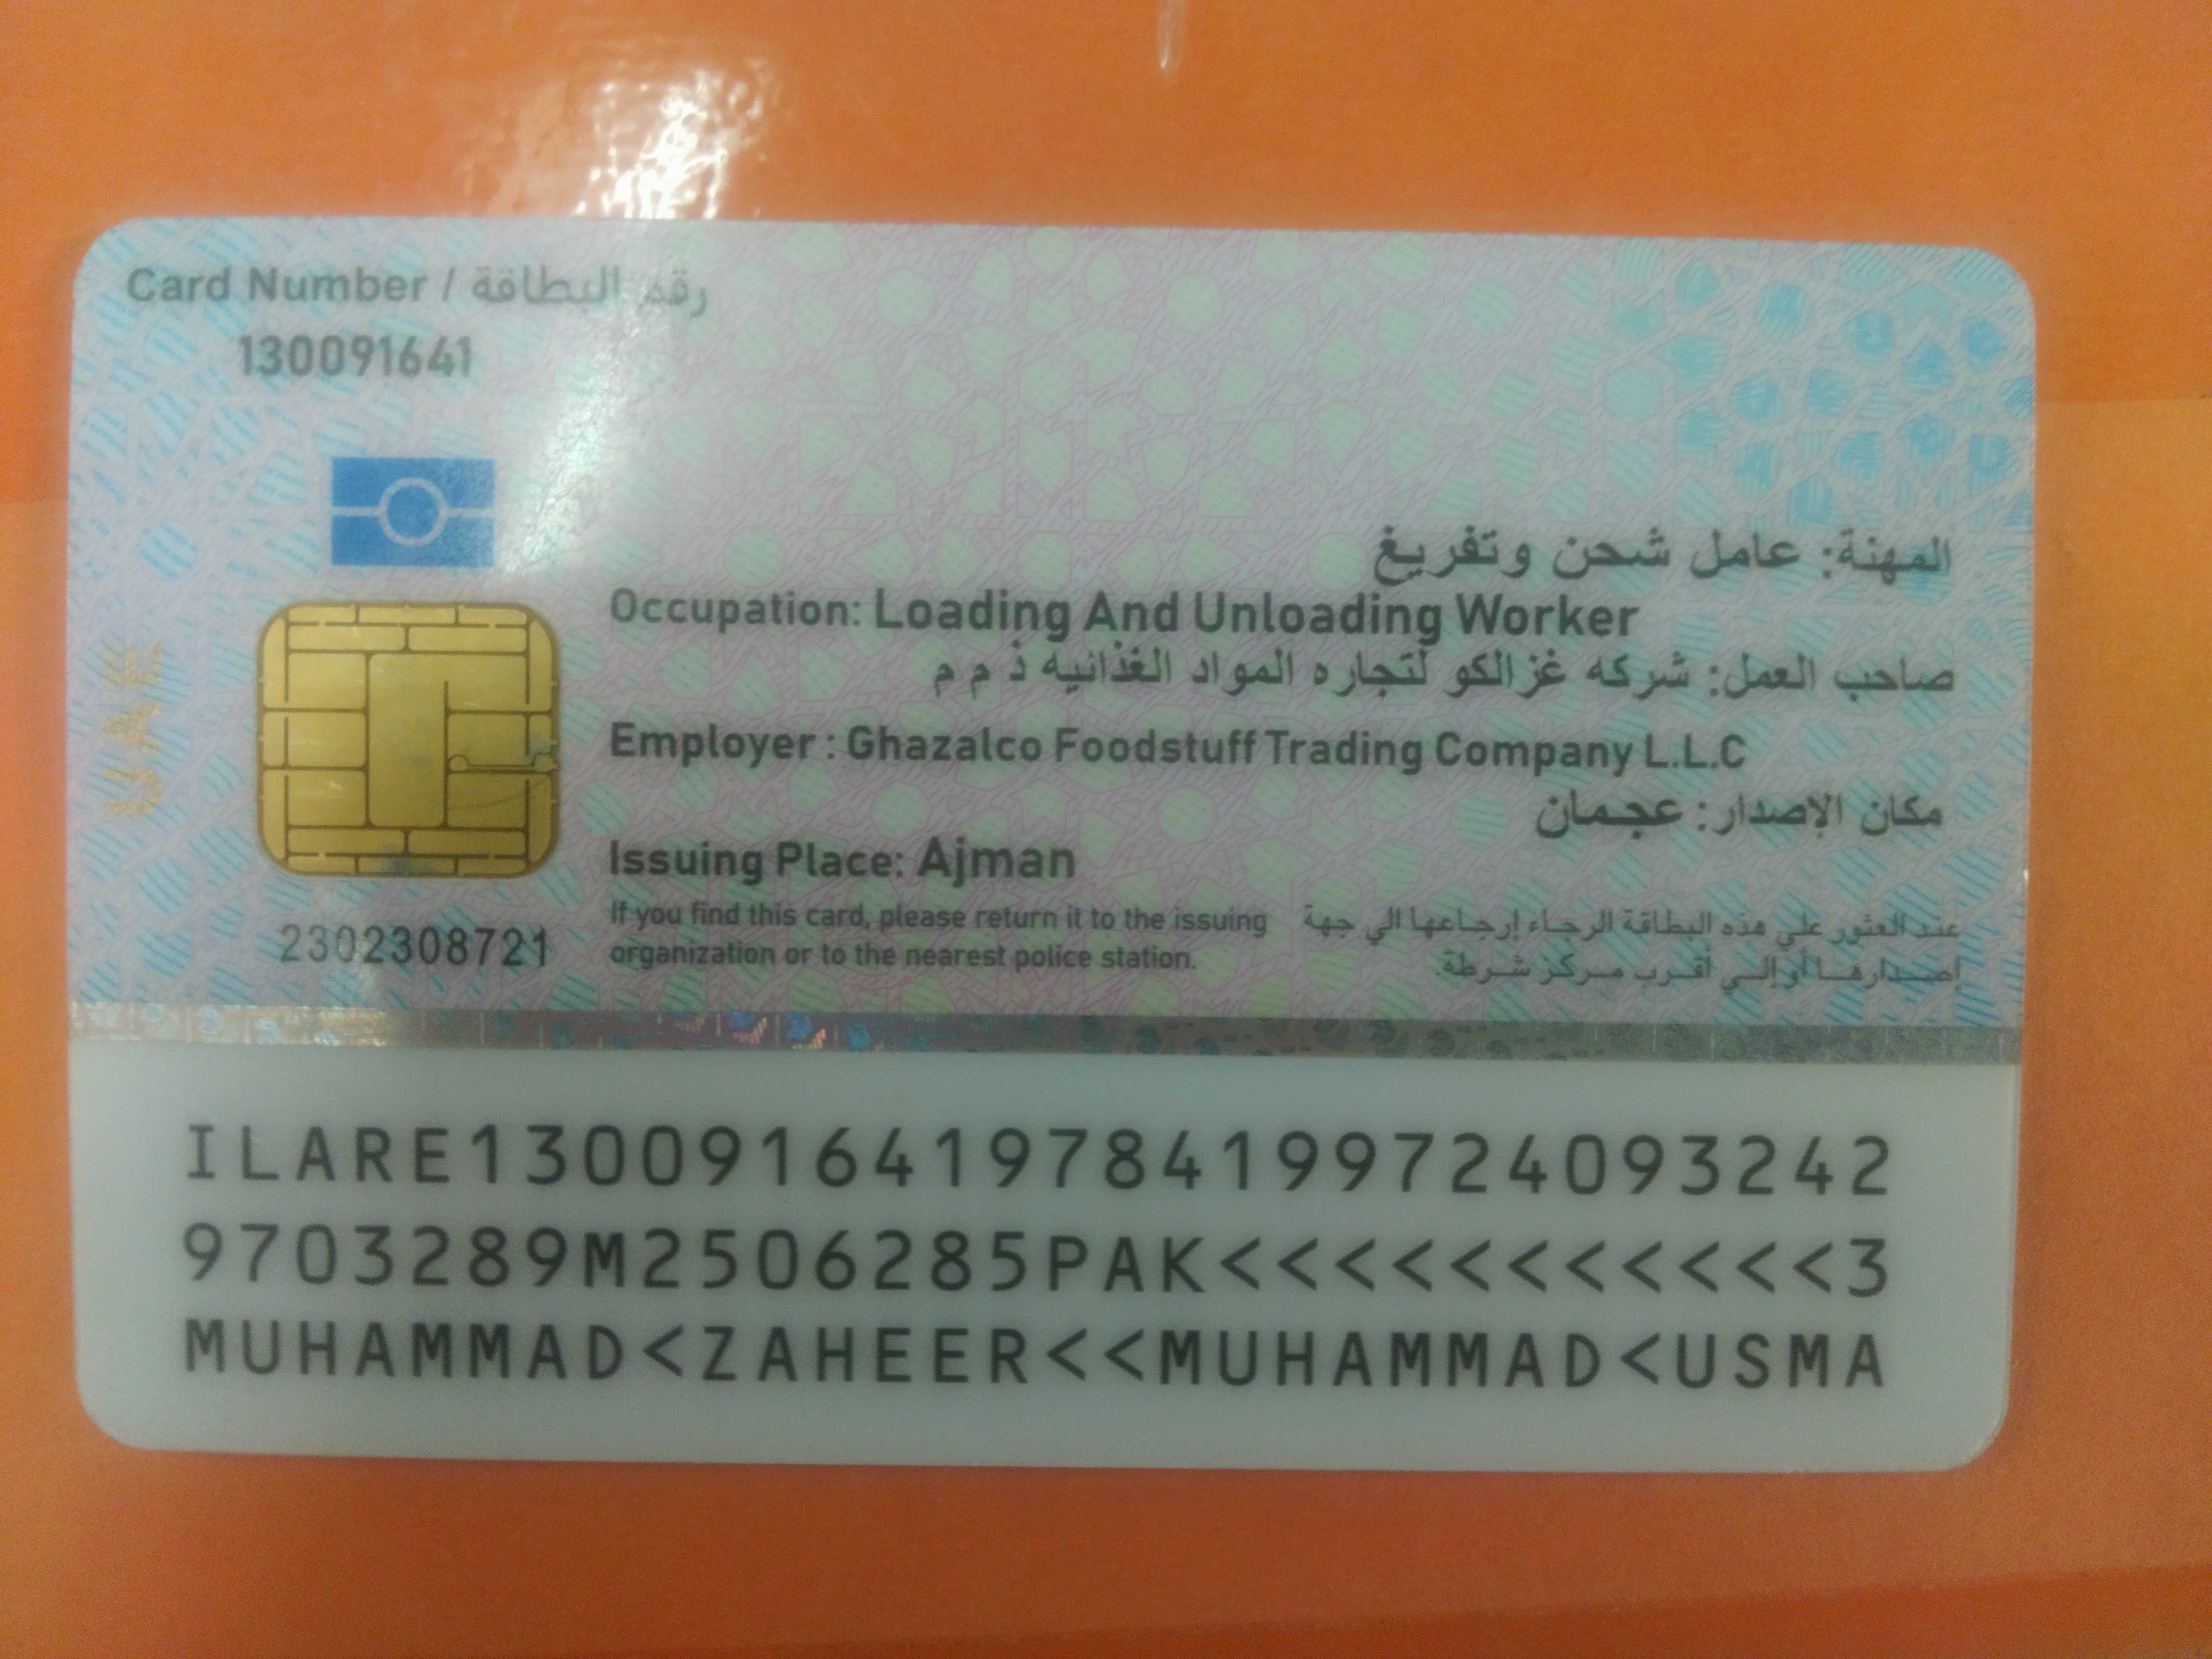 Card Number / رقم البطاقة
130091641
المهنة: عامل شحن وتفريغ
Occupation: Loading And Unloading Worker
صاحب العمل: شركه غزالكو لتجاره المواد الغذائيه ذ م م
Employer : Ghazalco Foodstuff Trading Company L.L.C
مكان الإصدار: عجمان
Issuing Place: Ajman
If you find this card, please return it to the issuing
organization or to the nearest police station.
عند العثور علي هذه البطاقة الرجاء إرجاعها الي جهة
إصدارها أو إلي أقرب مركز شرطة.
UAE
2302308721
ILARE1300916419784199724093242
9703289M2506285PAK<<<<<<<<<<<3
MUHAMMAD<ZAHEER<<MUHAMMAD<USMA